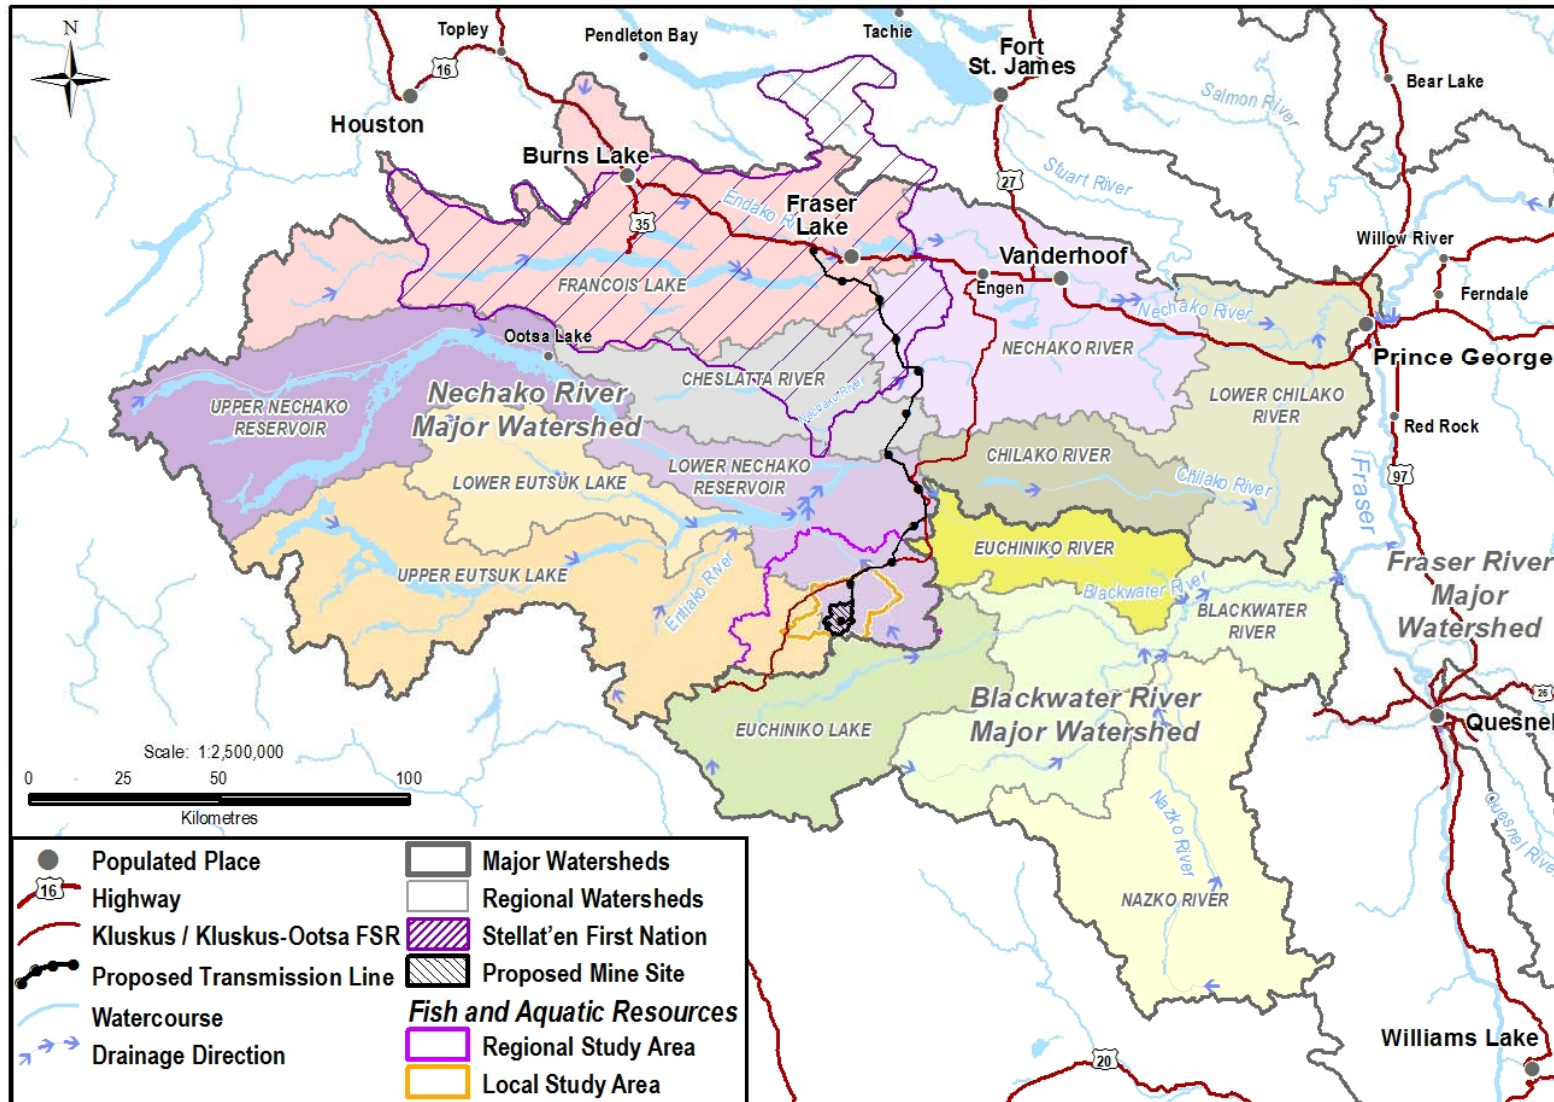 N
Topley
Pendleton Bay
Tachie
Fort
St. James
Bear Lake
16
Houston
Salmon River
Burns Lake
Stuart River
27
35
Endako Ri
Fraser
Lake
Willow River
Vanderhoof
Engen
FRANCOIS LAKE
Ferndale
Nechako River
Ootsa Lake
NECHAKO RIVER
Prince George
CHESLATTA RIVER
Nechako River
Nechako River
Major Watershed
UPPER NECHAKO
RESERVOIR
LOWER CHILAKO
RIVER
Red Rock
CHILAKO RIVER
LOWER NECHAKO
RESERVOIR
LOWER EUTSUK LAKE
Chilako River
97
Fraser
EUCHINIKO RIVER
Fraser River
Major
Watershed
UPPER EUTSUK LAKE
Entiako River
Blackwater River
BLACKWATER
RIVER
Blackwater River
Major Watershed
26
EUCHINIKO LAKE
Quesnel
Scale: 1:2,500,000
0 25 50 100
Kilometres
Nazko River
Quesnel River
NAZKO RIVER
Williams Lake
20
Populated Place
16
Highway
Kluskus / Kluskus-Ootsa FSR
Proposed Transmission Line
Watercourse
Drainage Direction
Major Watersheds
Regional Watersheds
Stellat'en First Nation
Proposed Mine Site
Fish and Aquatic Resources
Regional Study Area
Local Study Area